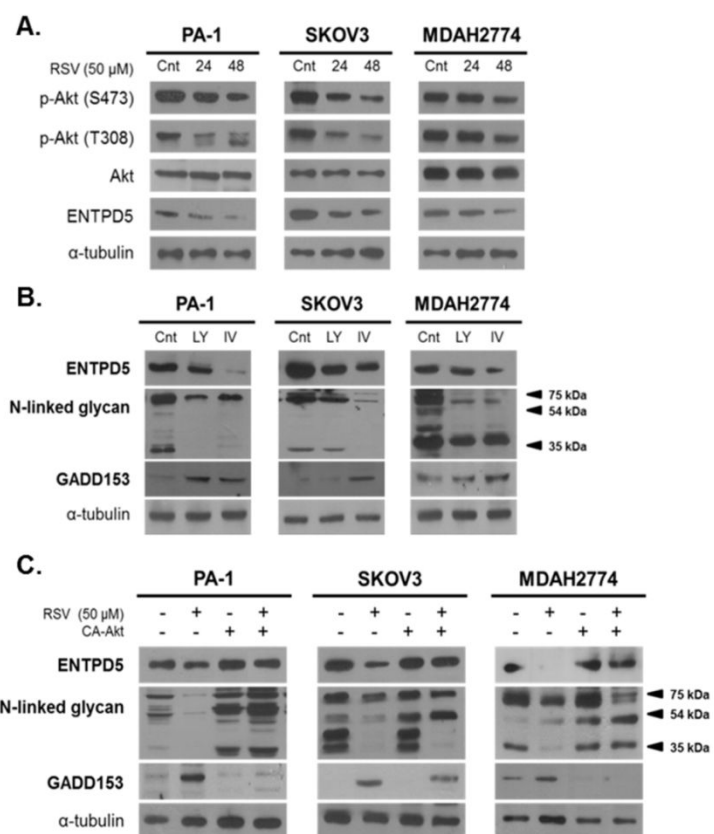 A.
PA-1 SKOV3 MDAH2774
RSV (50 μM) Cnt 24 48 Cnt 24 48 Cnt 24 48
p-Akt (S473)
p-Akt (T308)
Akt
ENTPD5
α-tubulin
B.
PA-1 SKOV3 MDAH2774
Cnt LY IV Cnt LY IV Cnt LY IV
ENTPD5
75 kDa
N-linked glycan
54 kDa
35 kDa
GADD153
α-tubulin
C.
PA-1 SKOV3 MDAH2774
RSV (50 μM) - + - + - + - + - + - +
CA-Akt - - + + - - + + - - + +
ENTPD5
75 kDa
N-linked glycan
54 kDa
35 kDa
GADD153
α-tubulin